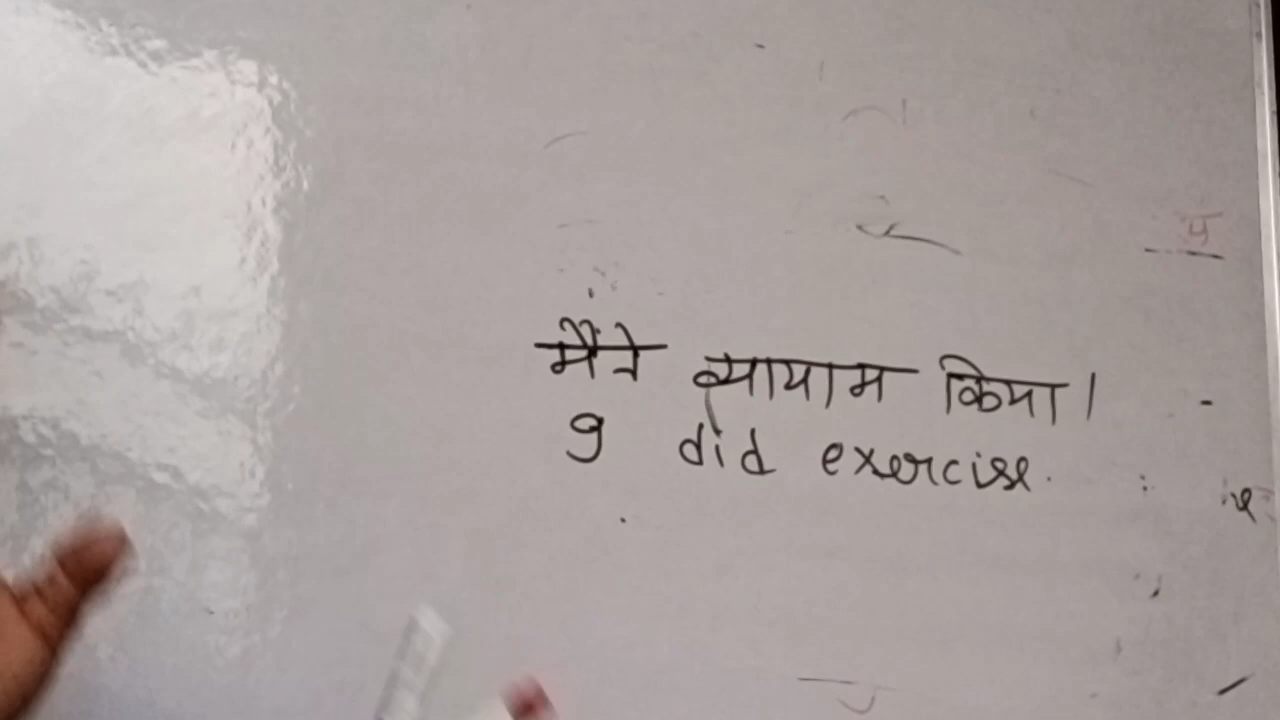 मैंने व्यायाम किया।
I did exercise.